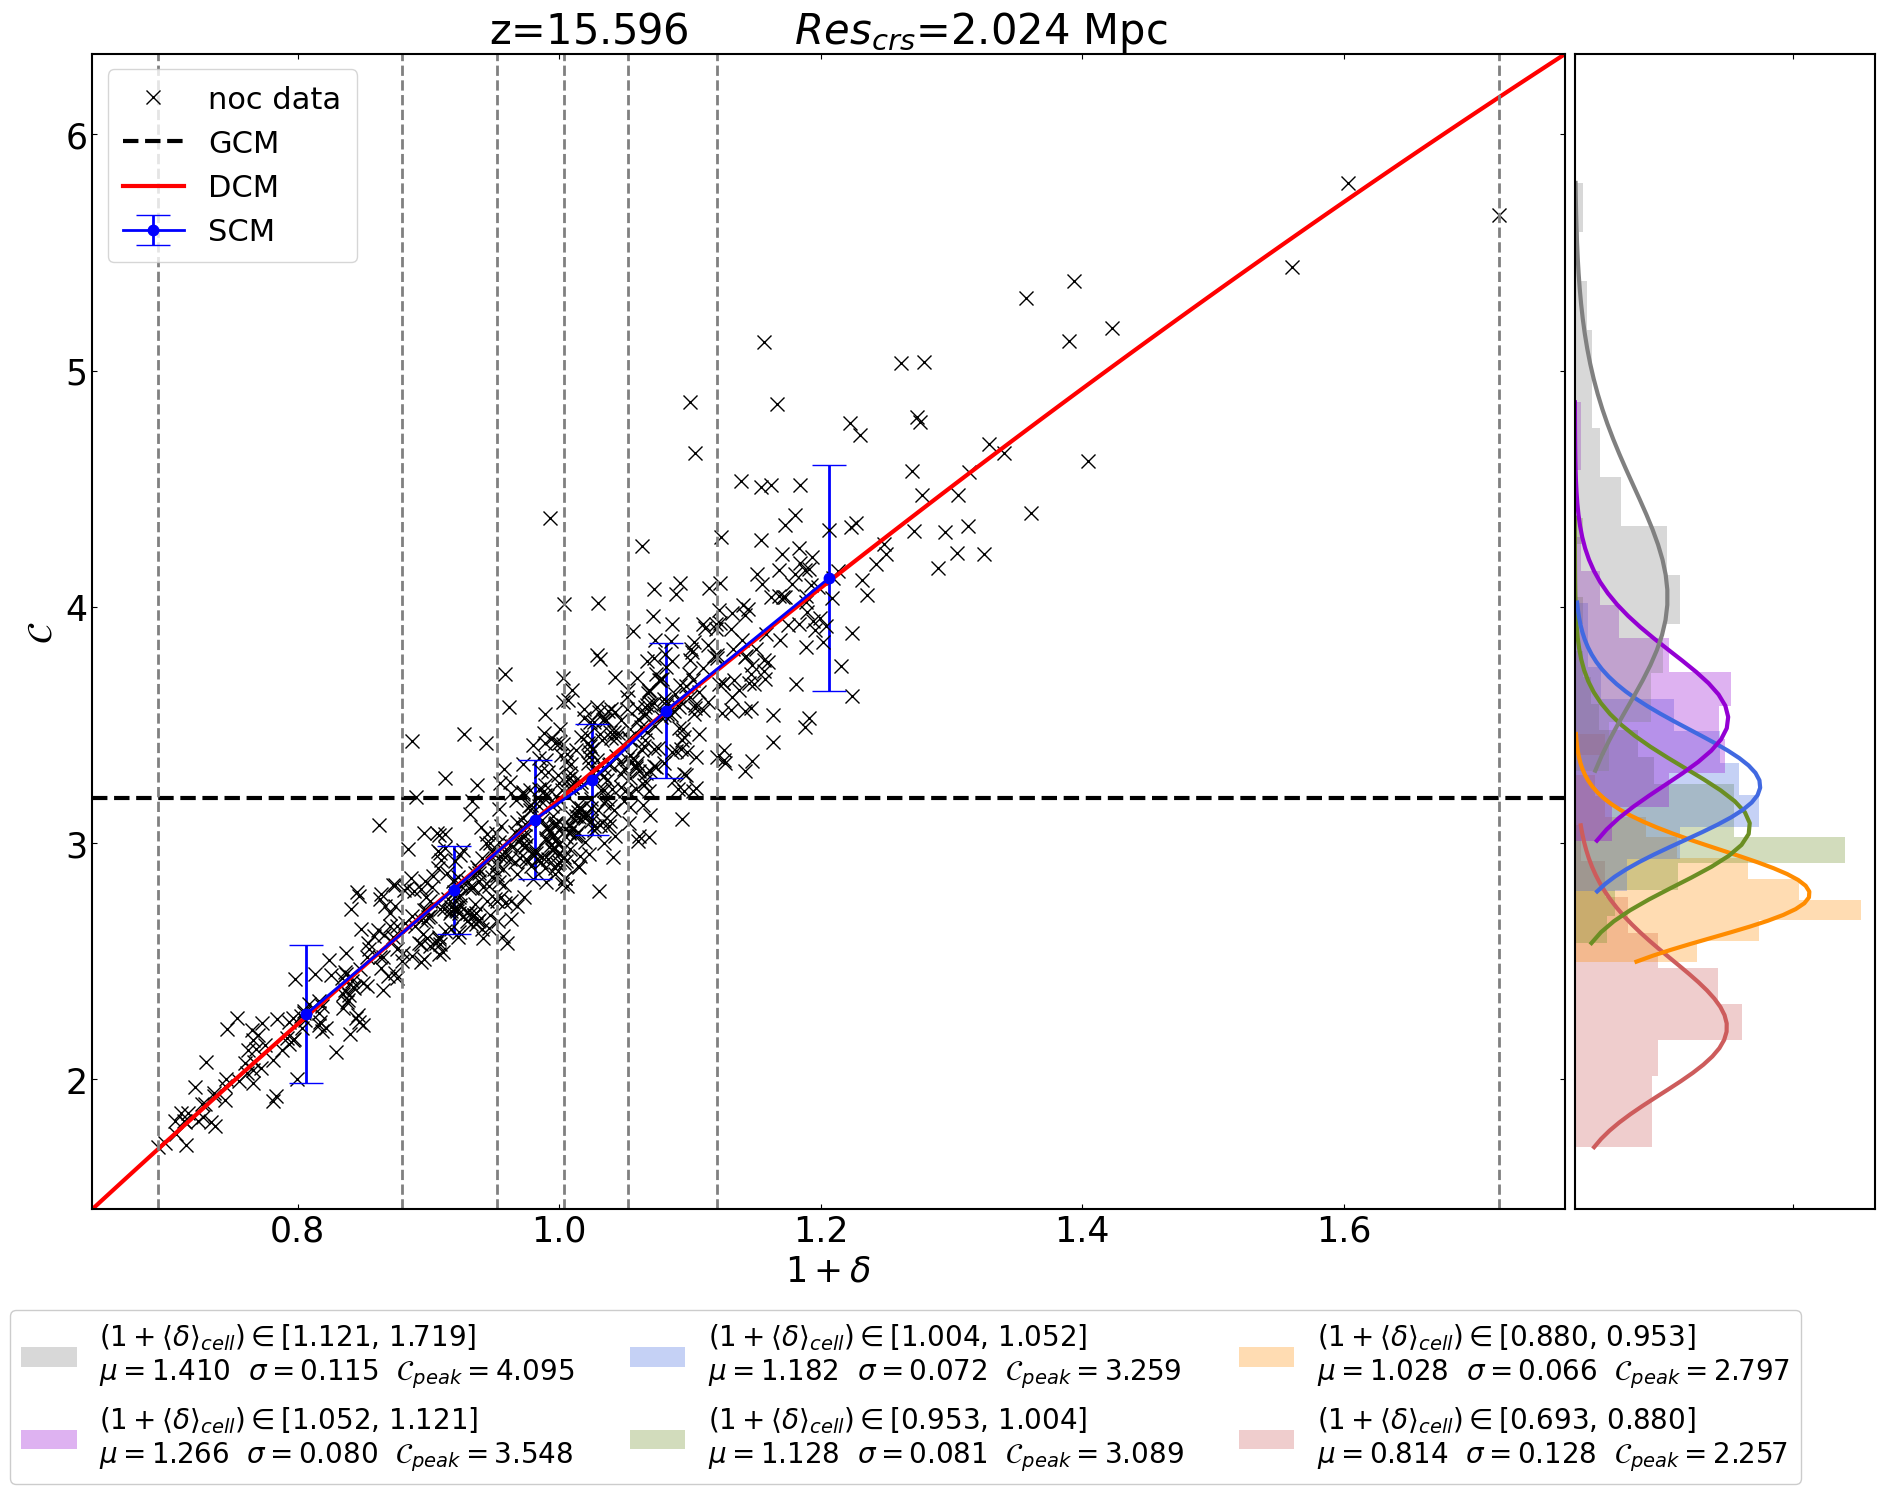 z=15.596 Res_crs=2.024 Mpc
noc data
GCM
DCM
SCM
6
5
4
3
2
𝒞
0.8 1.0 1.2 1.4 1.6
1 + δ
(1 + ⟨δ⟩_cell) ∈ [1.121, 1.719]
μ = 1.410 σ = 0.115 𝒞_peak = 4.095
(1 + ⟨δ⟩_cell) ∈ [1.052, 1.121]
μ = 1.266 σ = 0.080 𝒞_peak = 3.548
(1 + ⟨δ⟩_cell) ∈ [1.004, 1.052]
μ = 1.182 σ = 0.072 𝒞_peak = 3.259
(1 + ⟨δ⟩_cell) ∈ [0.953, 1.004]
μ = 1.128 σ = 0.081 𝒞_peak = 3.089
(1 + ⟨δ⟩_cell) ∈ [0.880, 0.953]
μ = 1.028 σ = 0.066 𝒞_peak = 2.797
(1 + ⟨δ⟩_cell) ∈ [0.693, 0.880]
μ = 0.814 σ = 0.128 𝒞_peak = 2.257